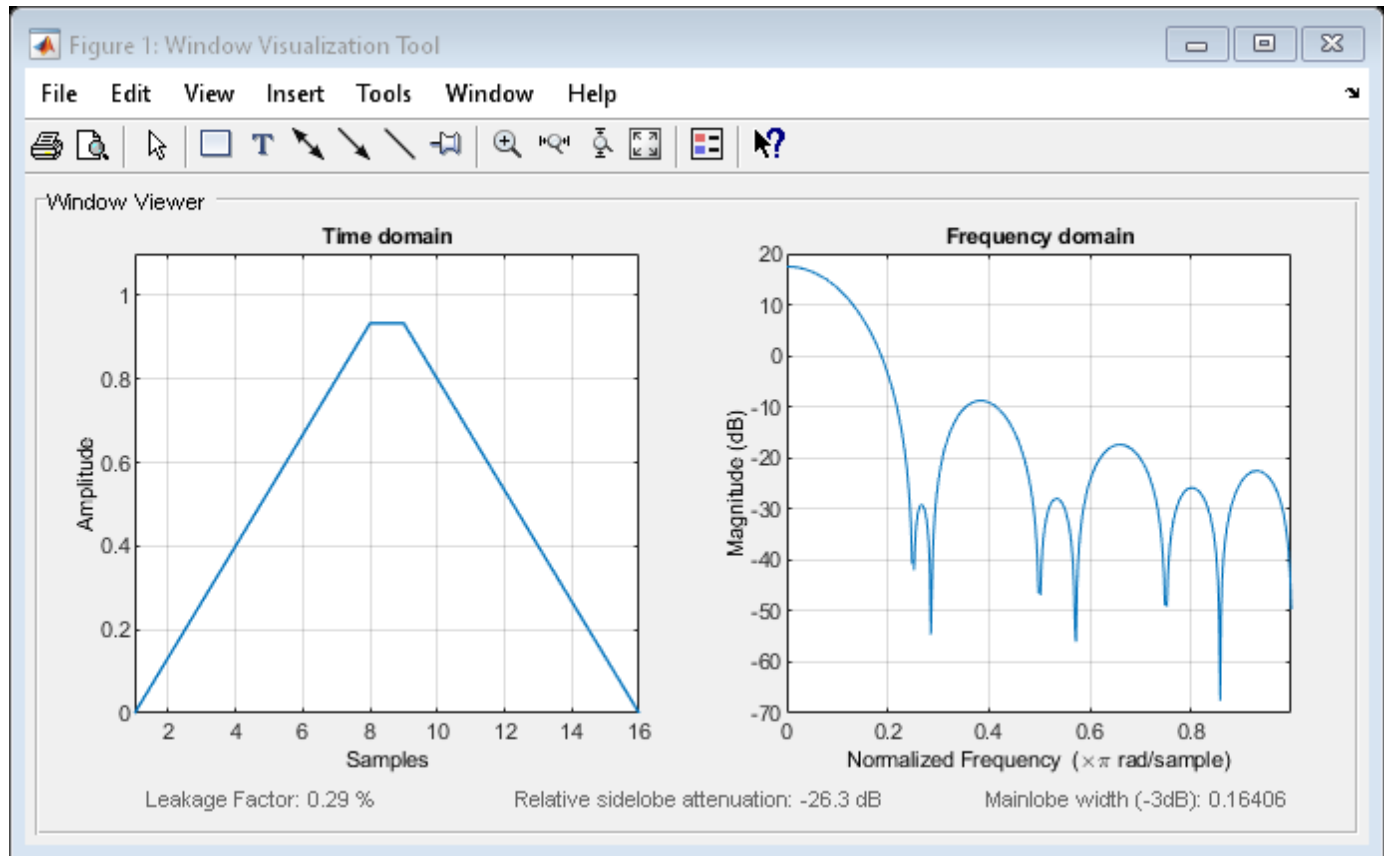 Figure 1: Window Visualization Tool
File Edit View Insert Tools Window Help
T
?
Window Viewer
Time domain
1
0.8
0.6
0.4
0.2
0
Amplitude
2 4 6 8 10 12 14 16
Samples
Frequency domain
20
10
0
-10
-20
-30
-40
-50
-60
-70
Magnitude (dB)
0 0.2 0.4 0.6 0.8
Normalized Frequency (×π rad/sample)
Leakage Factor: 0.29 %
Relative sidelobe attenuation: -26.3 dB
Mainlobe width (-3dB): 0.16406